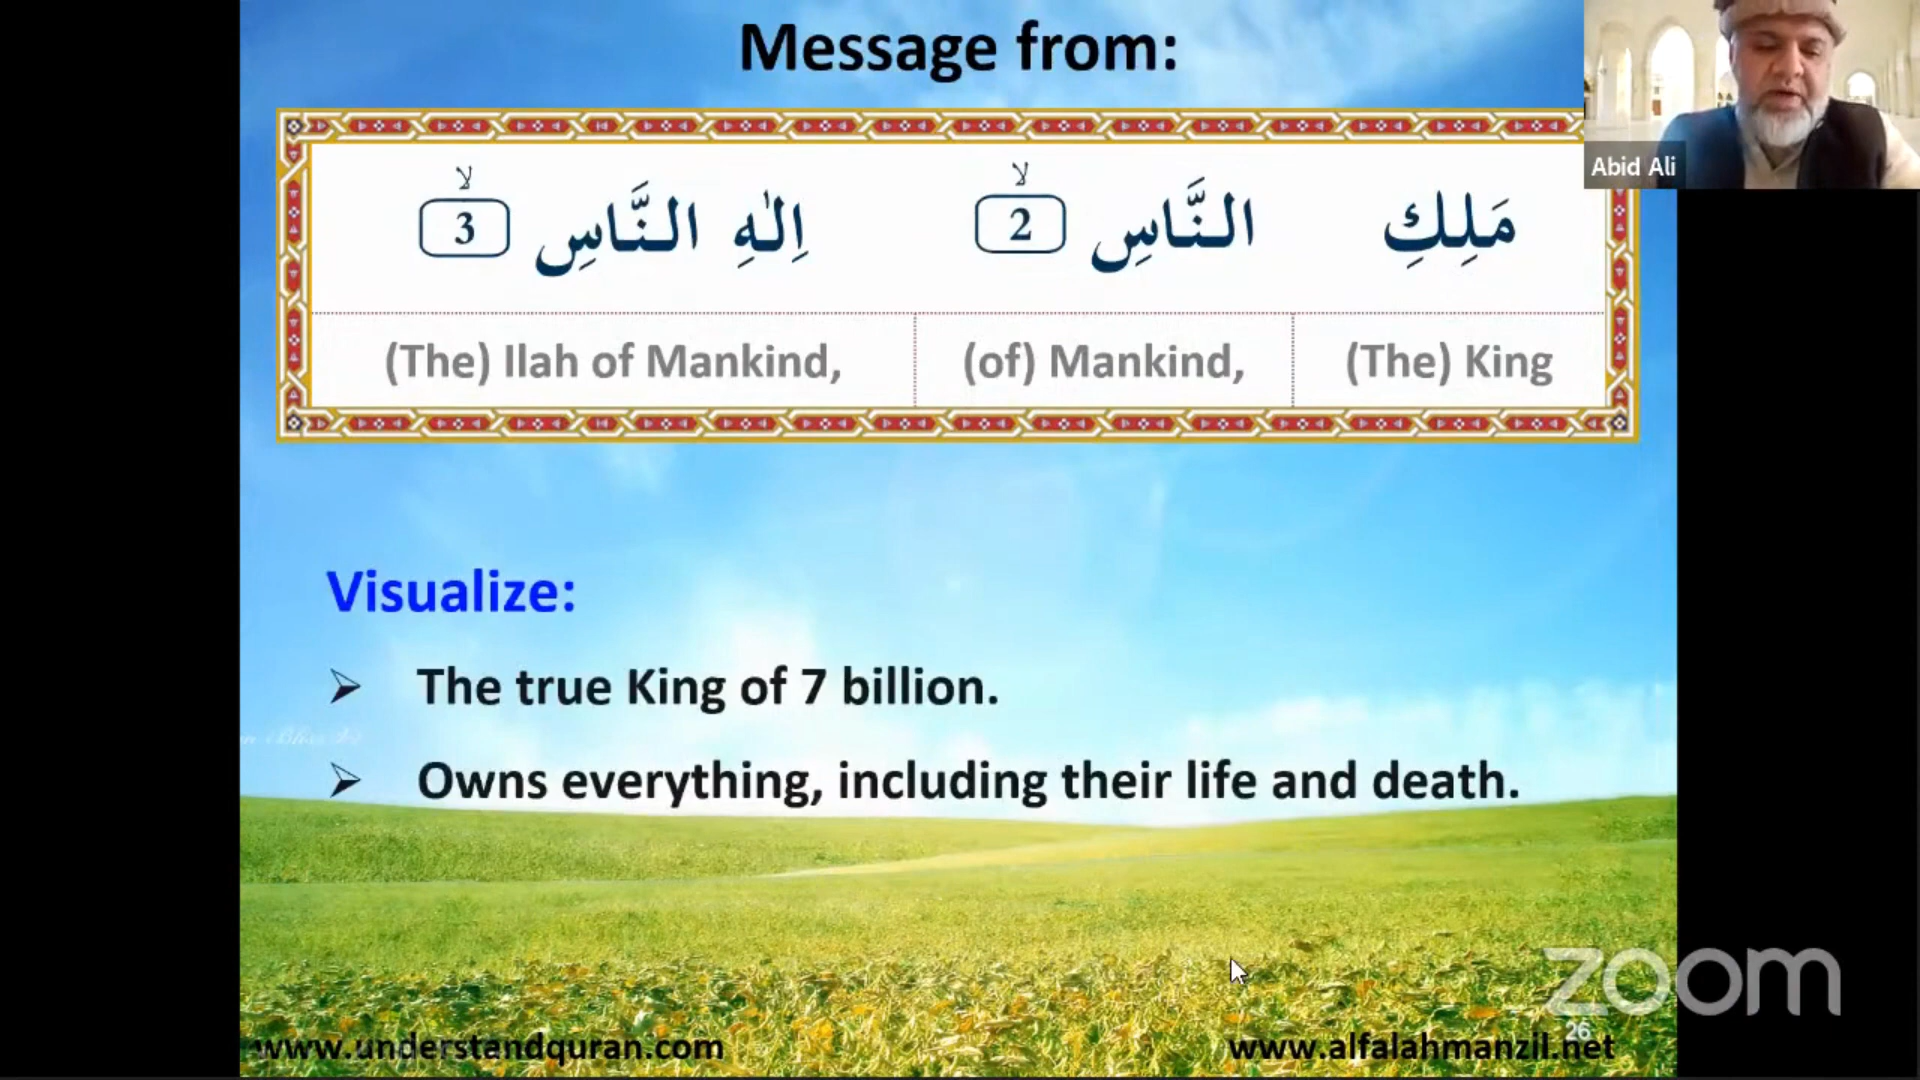 Message from:
Abid Ali
مَلِكِ النَّاسِ 2 ۙ اِلٰهِ النَّاسِ 3 ۙ
(The) Ilah of Mankind, (of) Mankind, (The) King
Visualize:
➢ The true King of 7 billion.
➢ Owns everything, including their life and death.
zoom
26
www.understandquran.com www.alfalahmanzil.net